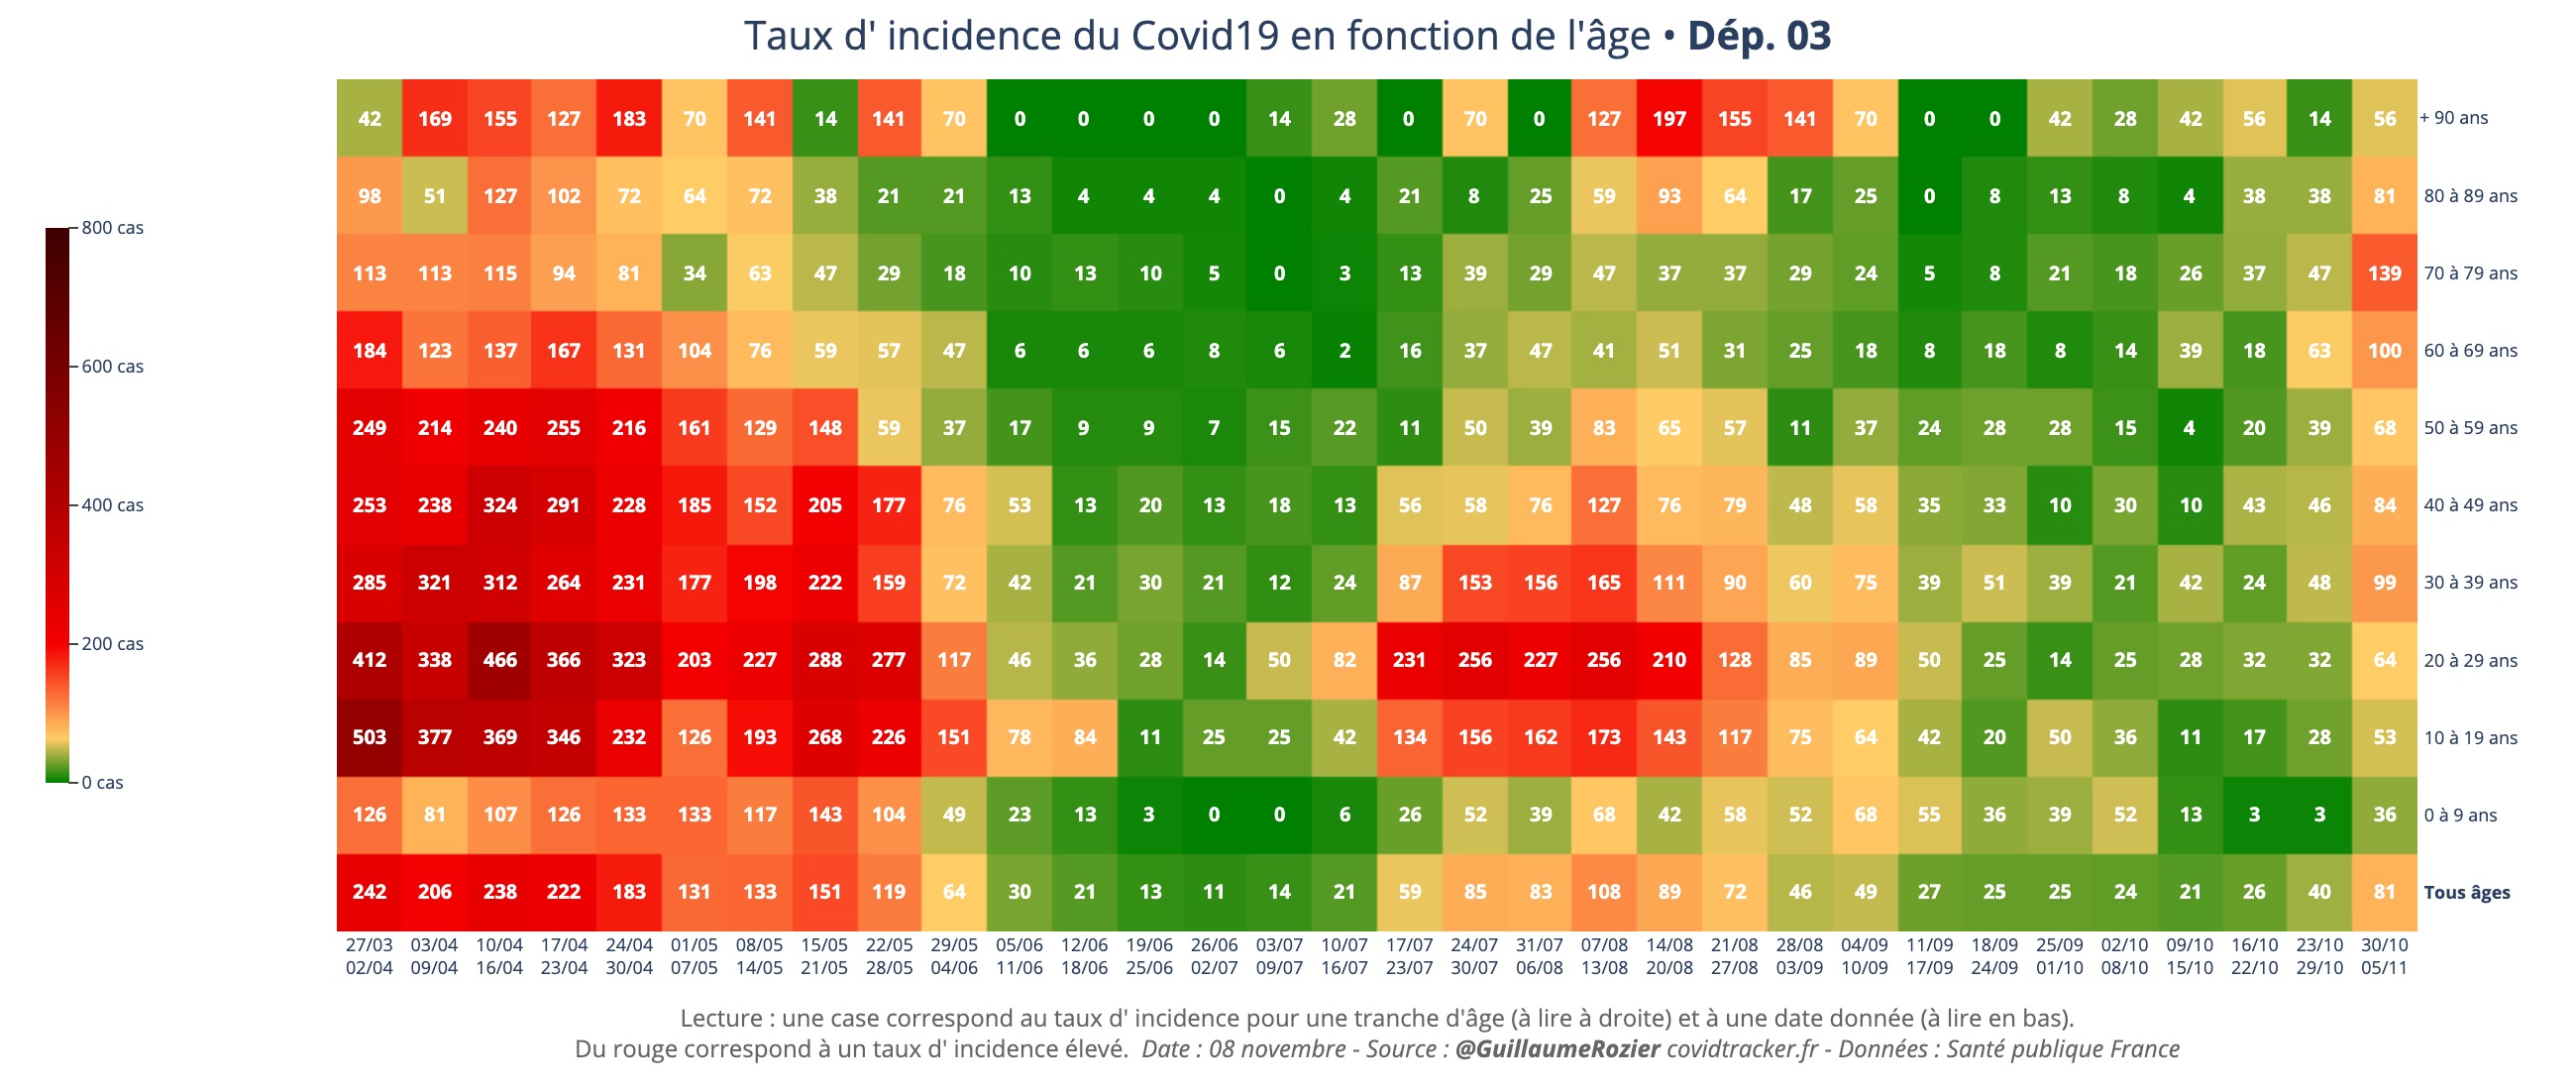 Taux d' incidence du Covid19 en fonction de l'âge • Dép. 03
800 cas
600 cas
400 cas
200 cas
0 cas
42 169 155 127 183 70 141 14 141 70 0 0 0 0 14 28 0 70 0 127 197 155 141 70 0 0 42 28 42 56 14 56 + 90 ans
98 51 127 102 72 64 72 38 21 21 13 4 4 4 0 4 21 8 25 59 93 64 17 25 0 8 13 8 4 38 38 81 80 à 89 ans
113 113 115 94 81 34 63 47 29 18 10 13 10 5 0 3 13 39 29 47 37 37 29 24 5 8 21 18 26 37 47 139 70 à 79 ans
184 123 137 167 131 104 76 59 57 47 6 6 6 8 6 2 16 37 47 41 51 31 25 18 8 18 8 14 39 18 63 100 60 à 69 ans
249 214 240 255 216 161 129 148 59 37 17 9 9 7 15 22 11 50 39 83 65 57 11 37 24 28 28 15 4 20 39 68 50 à 59 ans
253 238 324 291 228 185 152 205 177 76 53 13 20 13 18 13 56 58 76 127 76 79 48 58 35 33 10 30 10 43 46 84 40 à 49 ans
285 321 312 264 231 177 198 222 159 72 42 21 30 21 12 24 87 153 156 165 111 90 60 75 39 51 39 21 42 24 48 99 30 à 39 ans
412 338 466 366 323 203 227 288 277 117 46 36 28 14 50 82 231 256 227 256 210 128 85 89 50 25 14 25 28 32 32 64 20 à 29 ans
503 377 369 346 232 126 193 268 226 151 78 84 11 25 25 42 134 156 162 173 143 117 75 64 42 20 50 36 11 17 28 53 10 à 19 ans
126 81 107 126 133 133 117 143 104 49 23 13 3 0 0 6 26 52 39 68 42 58 52 68 55 36 39 52 13 3 3 36 0 à 9 ans
242 206 238 222 183 131 133 151 119 64 30 21 13 11 14 21 59 85 83 108 89 72 46 49 27 25 25 24 21 26 40 81 Tous âges
27/03 03/04 10/04 17/04 24/04 01/05 08/05 15/05 22/05 29/05 05/06 12/06 19/06 26/06 03/07 10/07 17/07 24/07 31/07 07/08 14/08 21/08 28/08 04/09 11/09 18/09 25/09 02/10 09/10 16/10 23/10 30/10
02/04 09/04 16/04 23/04 30/04 07/05 14/05 21/05 28/05 04/06 11/06 18/06 25/06 02/07 09/07 16/07 23/07 30/07 06/08 13/08 20/08 27/08 03/09 10/09 17/09 24/09 01/10 08/10 15/10 22/10 29/10 05/11
Lecture : une case correspond au taux d' incidence pour une tranche d'âge (à lire à droite) et à une date donnée (à lire en bas).
Du rouge correspond à un taux d' incidence élevé. Date : 08 novembre - Source : @GuillaumeRozier covidtracker.fr - Données : Santé publique France